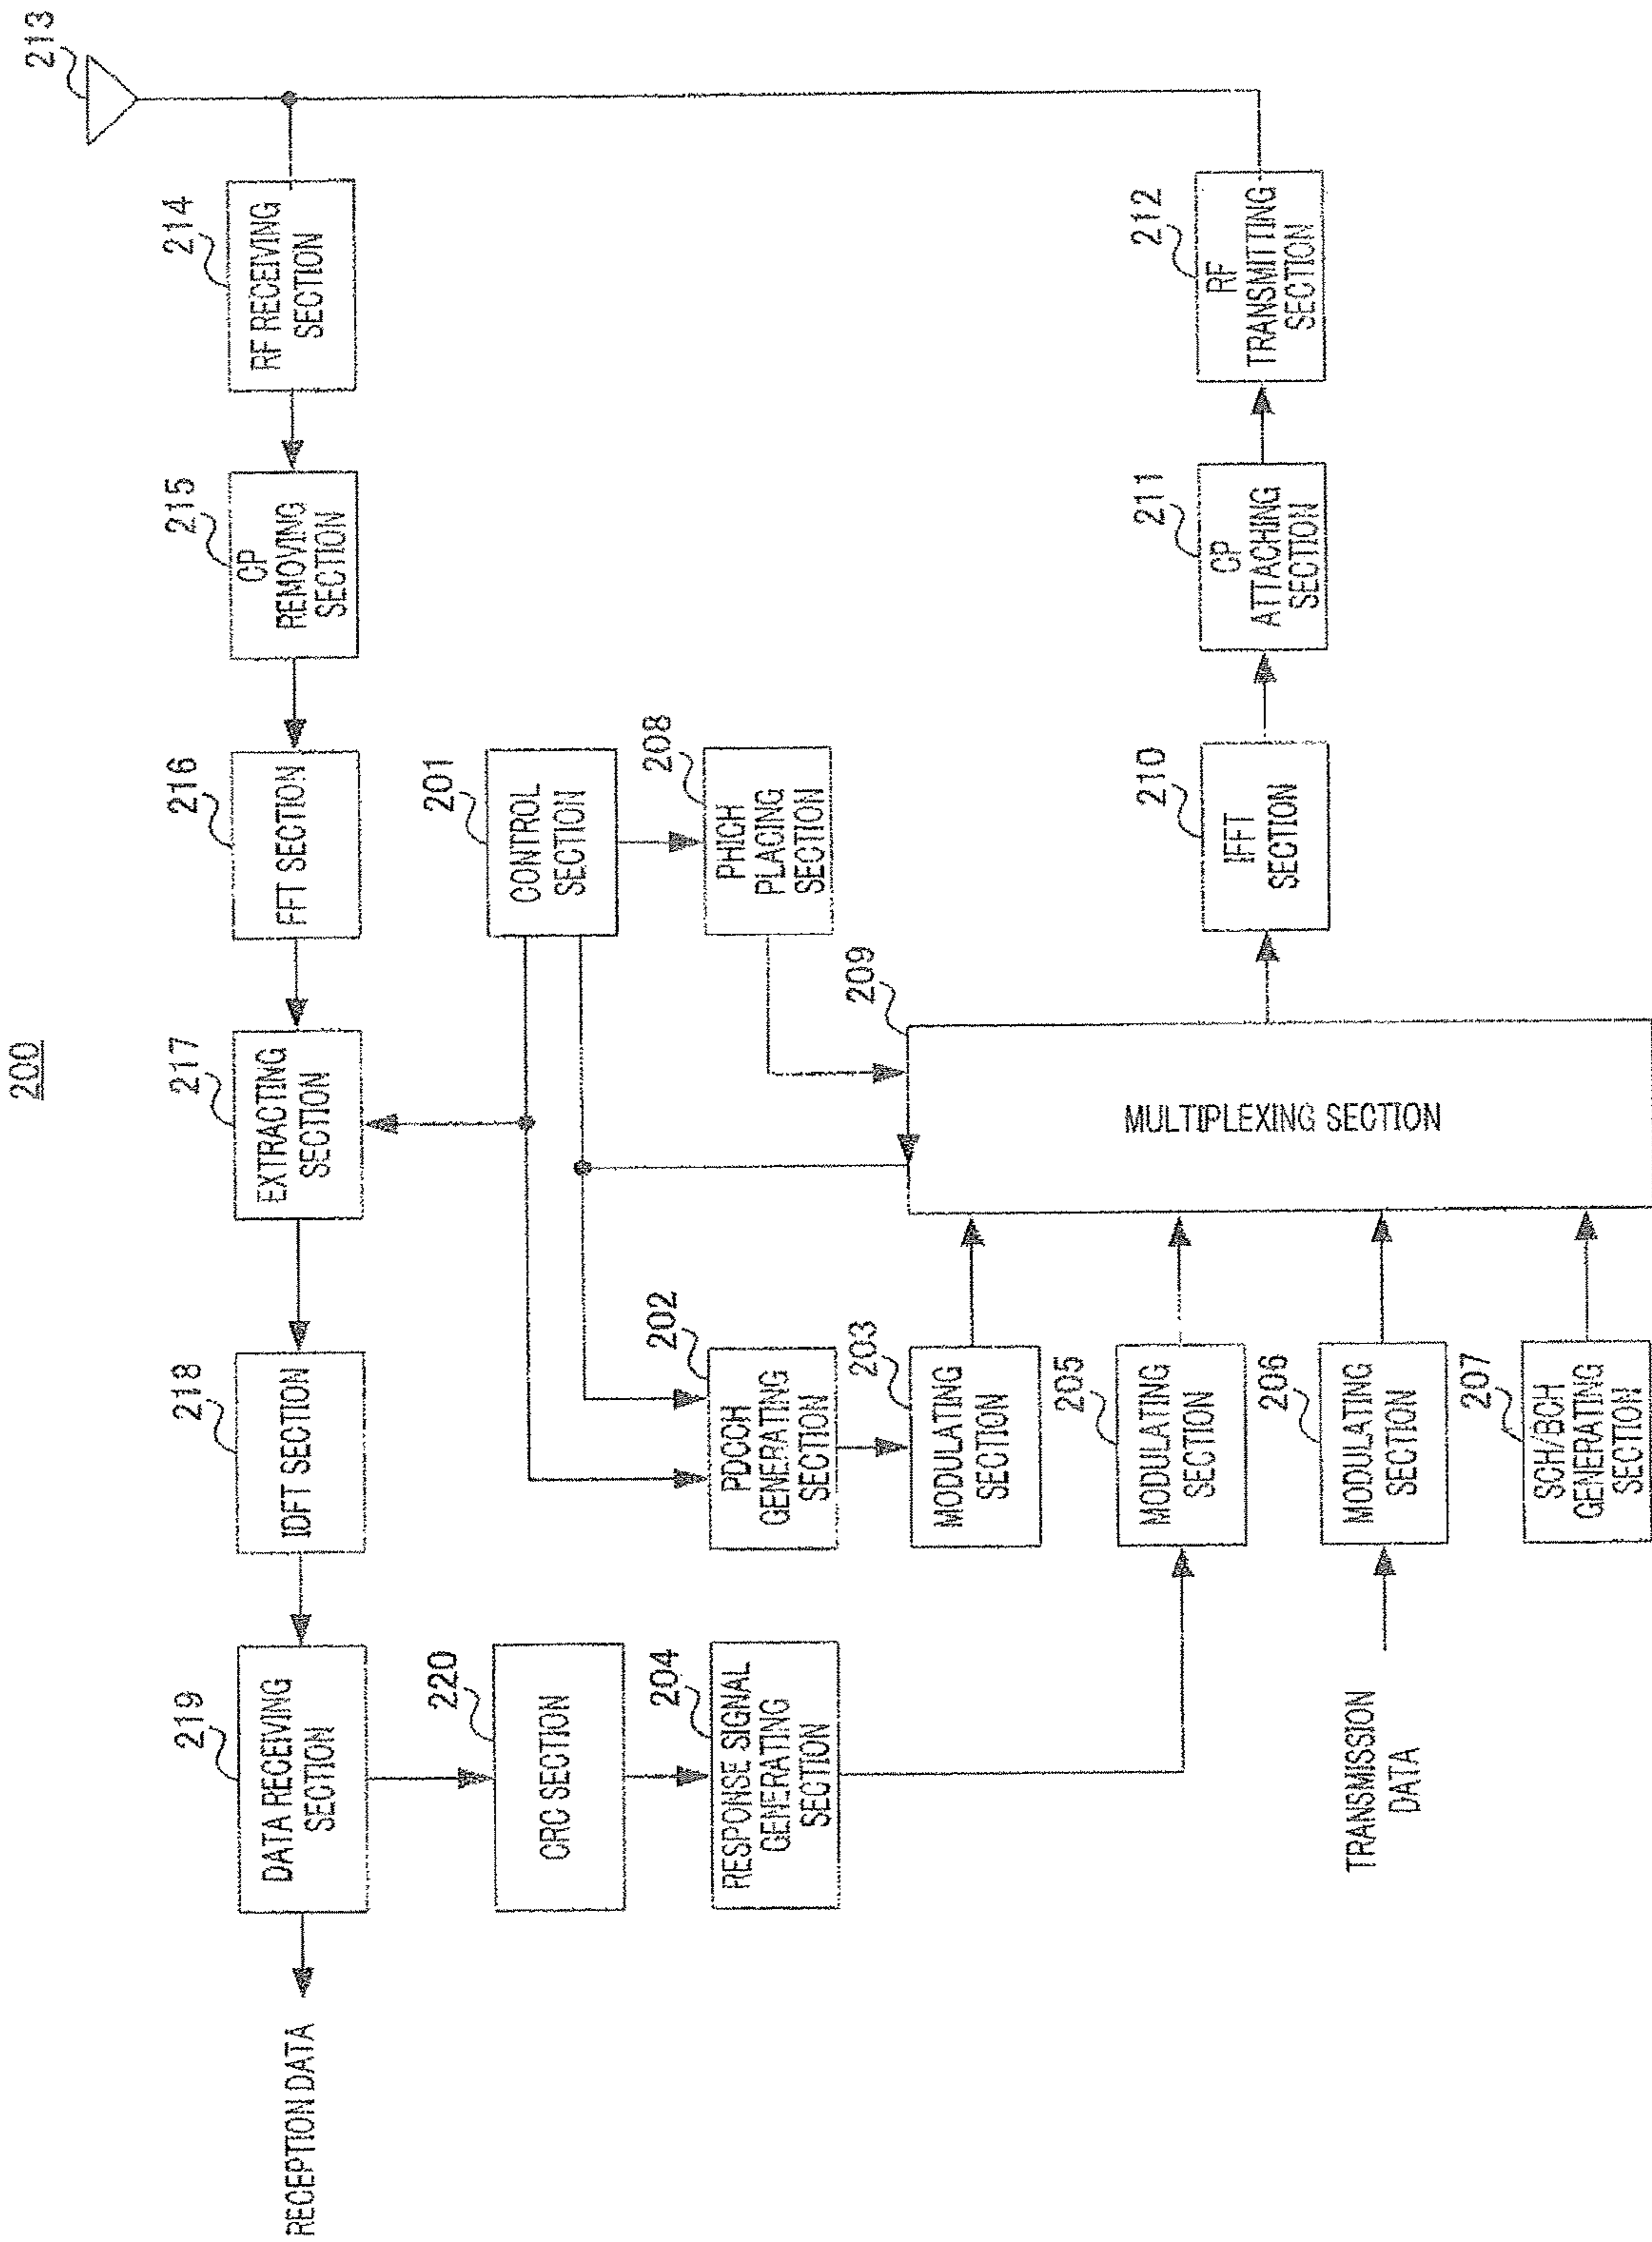 200
213
RECEPTION DATA
219
DATA RECEIVING
SECTION
218
IDFT SECTION
217
EXTRACTING
SECTION
216
FFT SECTION
215
CP
REMOVING
SECTION
214
RF RECEIVING
SECTION
220
CRC SECTION
201
CONTROL
SECTION
204
RESPONSE SIGNAL
GENERATING
SECTION
202
PDCCH
GENERATING
SECTION
208
PHICH
PLACING
SECTION
203
MODULATING
SECTION
209
MULTIPLEXING SECTION
205
MODULATING
SECTION
210
IFFT
SECTION
211
CP
ATTACHING
SECTION
212
RF
TRANSMITTING
SECTION
TRANSMISSION
DATA
206
MODULATING
SECTION
207
SCH/BCH
GENERATING
SECTION